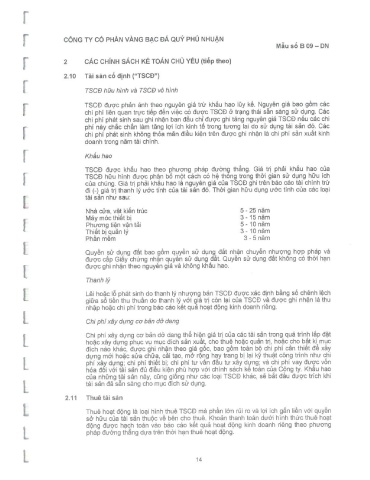 CÔNG TY CỔ PHẦN VÀNG BẠC ĐÁ QUÝ PHÚ NHUẬN
Mẫu số B 09 – DN
2 CÁC CHÍNH SÁCH KẾ TOÁN CHỦ YẾU (tiếp theo)
2.10 Tài sản cố định ("TSCĐ")
TSCĐ hữu hình và TSCĐ vô hình
TSCĐ được phản ánh theo nguyên giá trừ khấu hao lũy kế. Nguyên giá bao gồm các
chi phí liên quan trực tiếp đến việc có được TSCĐ ở trạng thái sẵn sàng sử dụng. Các
chi phí phát sinh sau ghi nhận ban đầu chỉ được ghi tăng nguyên giá TSCĐ nếu các chi
phí này chắc chắn làm tăng lợi ích kinh tế trong tương lai do sử dụng tài sản đó. Các
chi phí phát sinh không thỏa mãn điều kiện trên được ghi nhận là chi phí sản xuất kinh
doanh trong năm tài chính.
Khấu hao
TSCĐ được khấu hao theo phương pháp đường thẳng. Giá trị phải khấu hao của
TSCĐ hữu hình được phân bổ một cách có hệ thống trong thời gian sử dụng hữu ích
của chúng. Giá trị phải khấu hao là nguyên giá của TSCĐ ghi trên báo cáo tài chính trừ
đi (-) giá trị thanh lý ước tính của tài sản đó. Thời gian hữu dụng ước tính của các loại
tài sản như sau:
Nhà cửa, vật kiến trúc 5 - 25 năm
Máy móc thiết bị 3 - 15 năm
Phương tiện vận tải 5 - 10 năm
Thiết bị quản lý 3 - 10 năm
Phần mềm 3 - 5 năm
Quyền sử dụng đất bao gồm quyền sử dụng đất nhận chuyển nhượng hợp pháp và
được cấp Giấy chứng nhận quyền sử dụng đất. Quyền sử dụng đất không có thời hạn
được ghi nhận theo nguyên giá và không khấu hao.
Thanh lý
Lãi hoặc lỗ phát sinh do thanh lý nhượng bán TSCĐ được xác định bằng số chênh lệch
giữa số tiền thu thuần do thanh lý với giá trị còn lại của TSCĐ và được ghi nhận là thu
nhập hoặc chi phí trong báo cáo kết quả hoạt động kinh doanh riêng.
Chi phí xây dựng cơ bản dở dang
Chi phí xây dựng cơ bản dở dang thể hiện giá trị của các tài sản trong quá trình lắp đặt
hoặc xây dựng phục vụ mục đích sản xuất, cho thuê hoặc quản trị, hoặc cho bất kì mục
đích nào khác, được ghi nhận theo giá gốc, bao gồm toàn bộ chi phí cần thiết để xây
dựng mới hoặc sửa chữa, cải tạo, mở rộng hay trang bị lại kỹ thuật công trình như chi
phí xây dựng; chi phí thiết bị; chi phí tư vấn đầu tư xây dựng; và chi phí vay được vốn
hóa đối với tài sản đủ điều kiện phù hợp với chính sách kế toán của Công ty. Khấu hao
của những tài sản này, cũng giống như các loại TSCĐ khác, sẽ bắt đầu được trích khi
tài sản đã sẵn sàng cho mục đích sử dụng.
2.11 Thuê tài sản
Thuê hoạt động là loại hình thuê TSCĐ mà phần lớn rủi ro và lợi ích gắn liền với quyền
sở hữu của tài sản thuộc về bên cho thuê. Khoản thanh toán dưới hình thức thuê hoạt
động được hạch toán vào báo cáo kết quả hoạt động kinh doanh riêng theo phương
pháp đường thẳng dựa trên thời hạn thuê hoạt động.
14